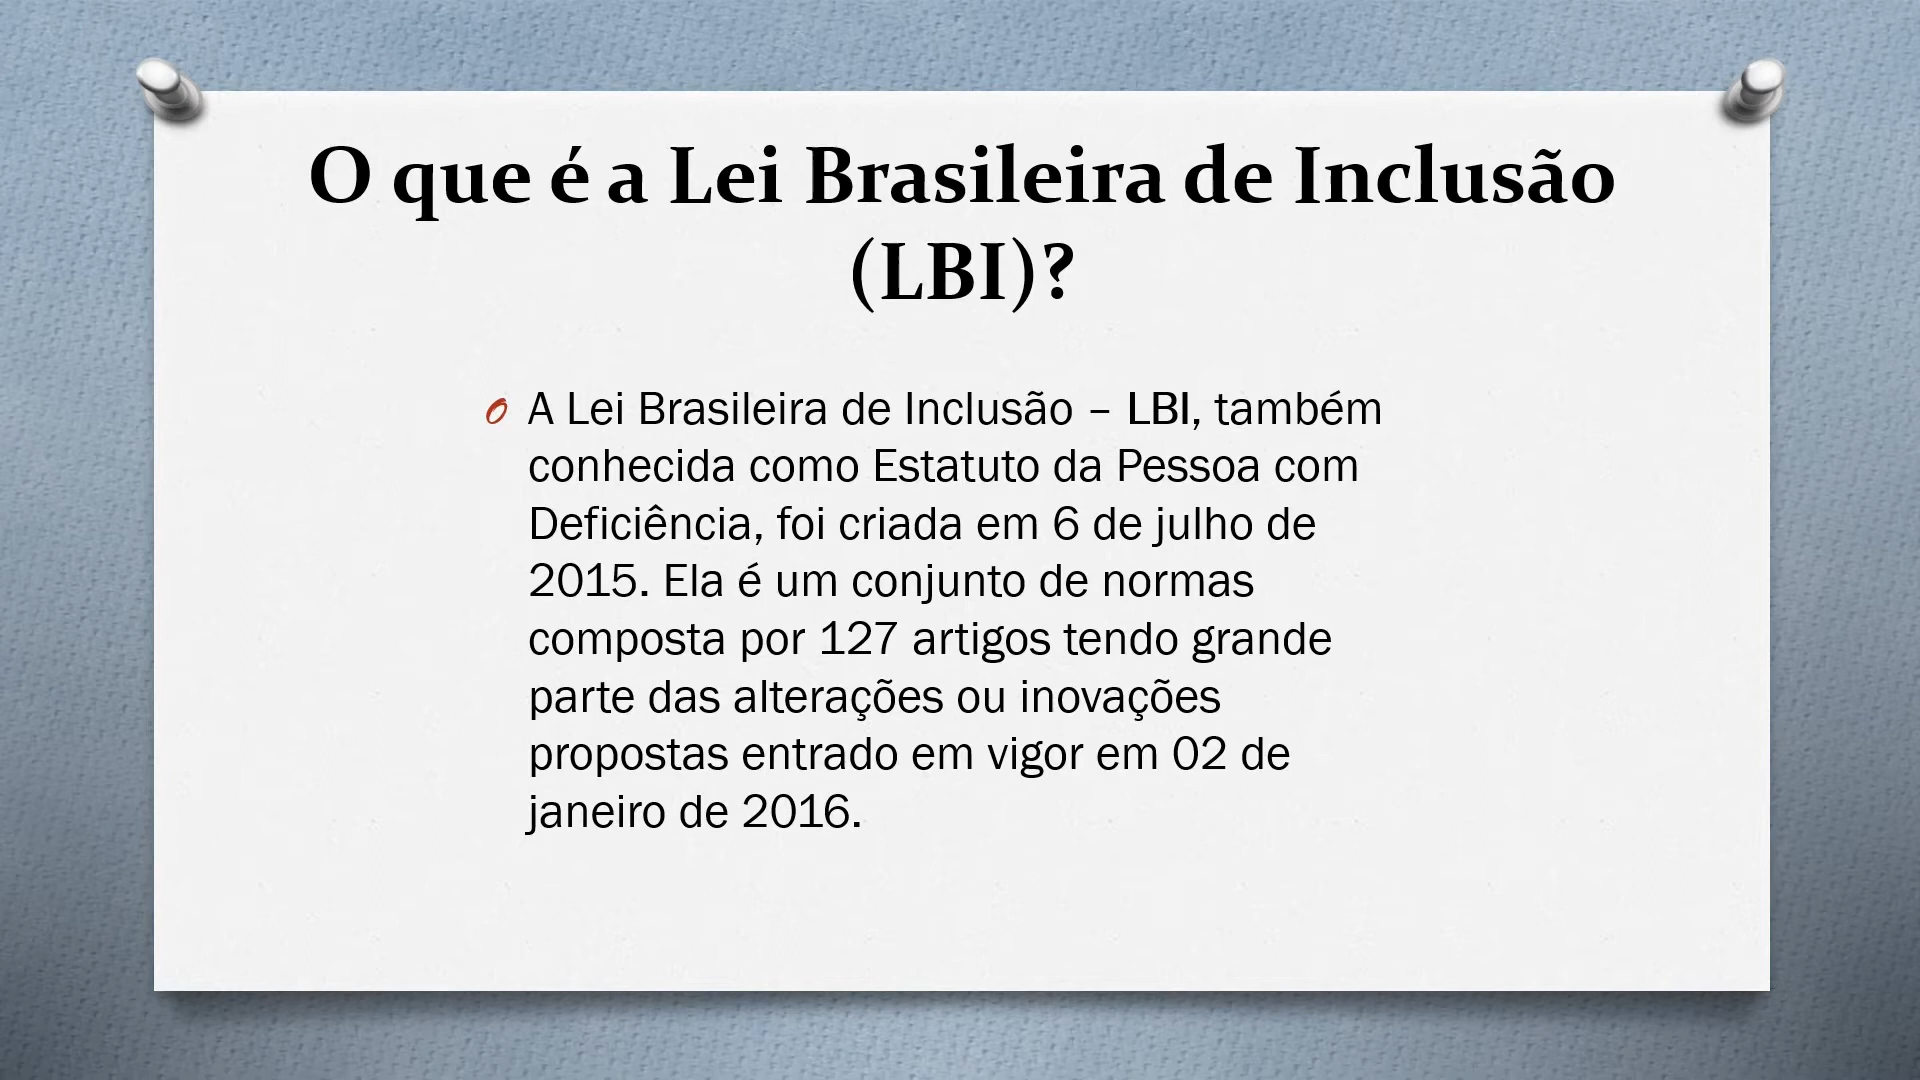 O que é a Lei Brasileira de Inclusão
(LBI)?
A Lei Brasileira de Inclusão – LBI, também
conhecida como Estatuto da Pessoa com
Deficiência, foi criada em 6 de julho de
2015. Ela é um conjunto de normas
composta por 127 artigos tendo grande
parte das alterações ou inovações
propostas entrado em vigor em 02 de
janeiro de 2016.